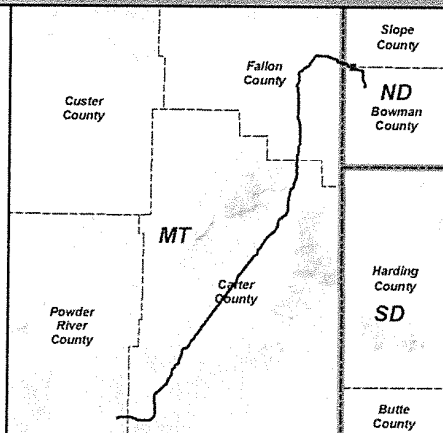 Slope
County
Fallon
County
Custer
County
ND
Bowman
County
MT
Harding
County
Carter
County
SD
Powder
River
County
Butte
County